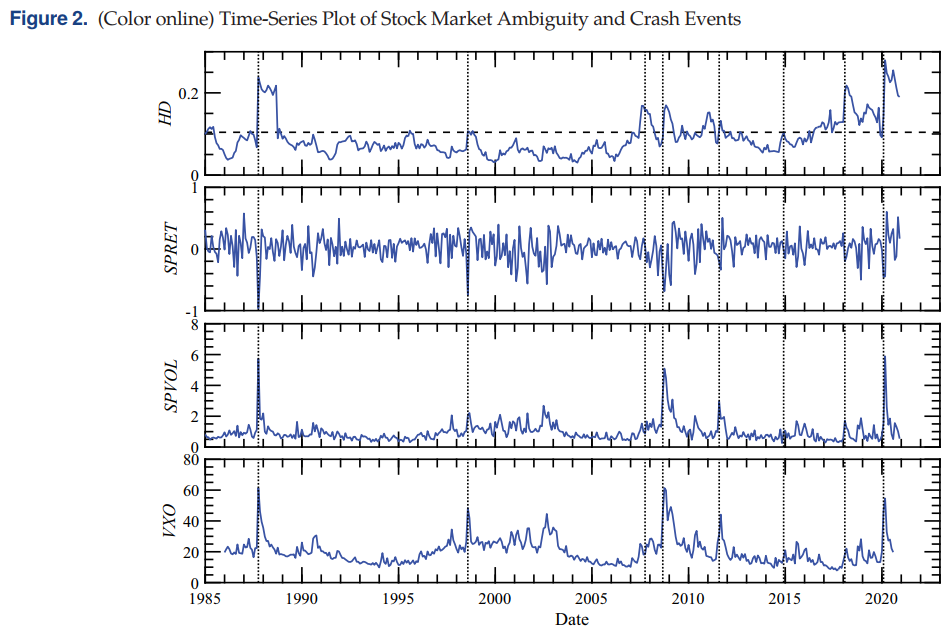 Figure 2. (Color online) Time-Series Plot of Stock Market Ambiguity and Crash Events
HD
0.2
0
SPRET
1
0
-1
SPVOL
8
6
4
2
0
VXO
80
60
40
20
0
1985 1990 1995 2000 2005 2010 2015 2020
Date